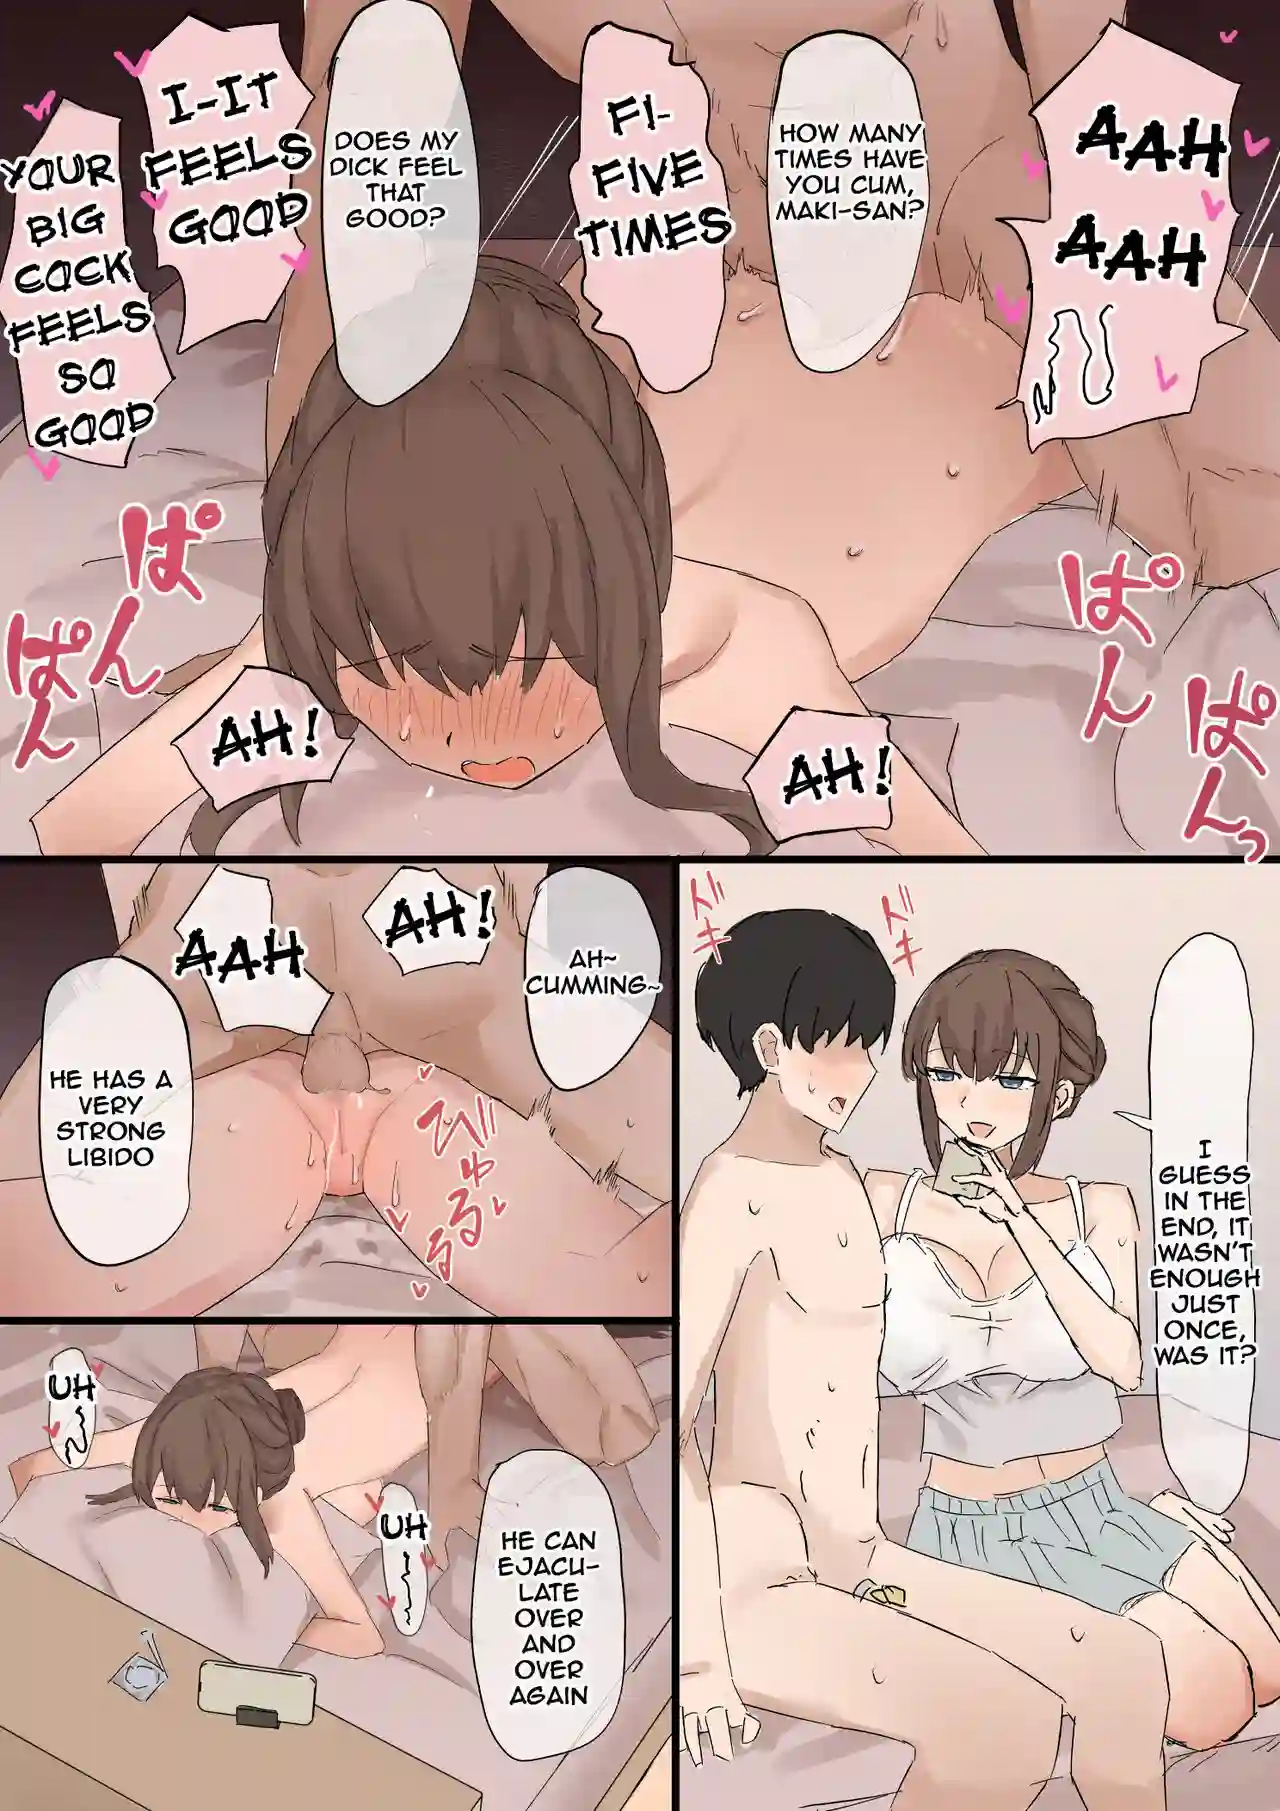 AAH
AAH
HOW MANY
TIMES HAVE
YOU CUM,
MAKI-SAN?
FI-
FIVE
TIMES
DOES MY
DICK FEEL
THAT
GOOD?
I-IT
FEELS
GOOD
YOUR
BIG
COCK
FEELS
SO
GOOD
ぱん
ぱんっ
AH!
AH!
ぱん
ぱん
AH~
CUMMING~
AH!
AAH
HE HAS A
VERY
STRONG
LIBIDO
びゅるる
UH
UH
HE CAN
EJACU-
LATE
OVER
AND
OVER
AGAIN
I
GUESS
IN THE
END, IT
WASN'T
ENOUGH
JUST
ONCE,
WAS IT?
ズキ
ズキ